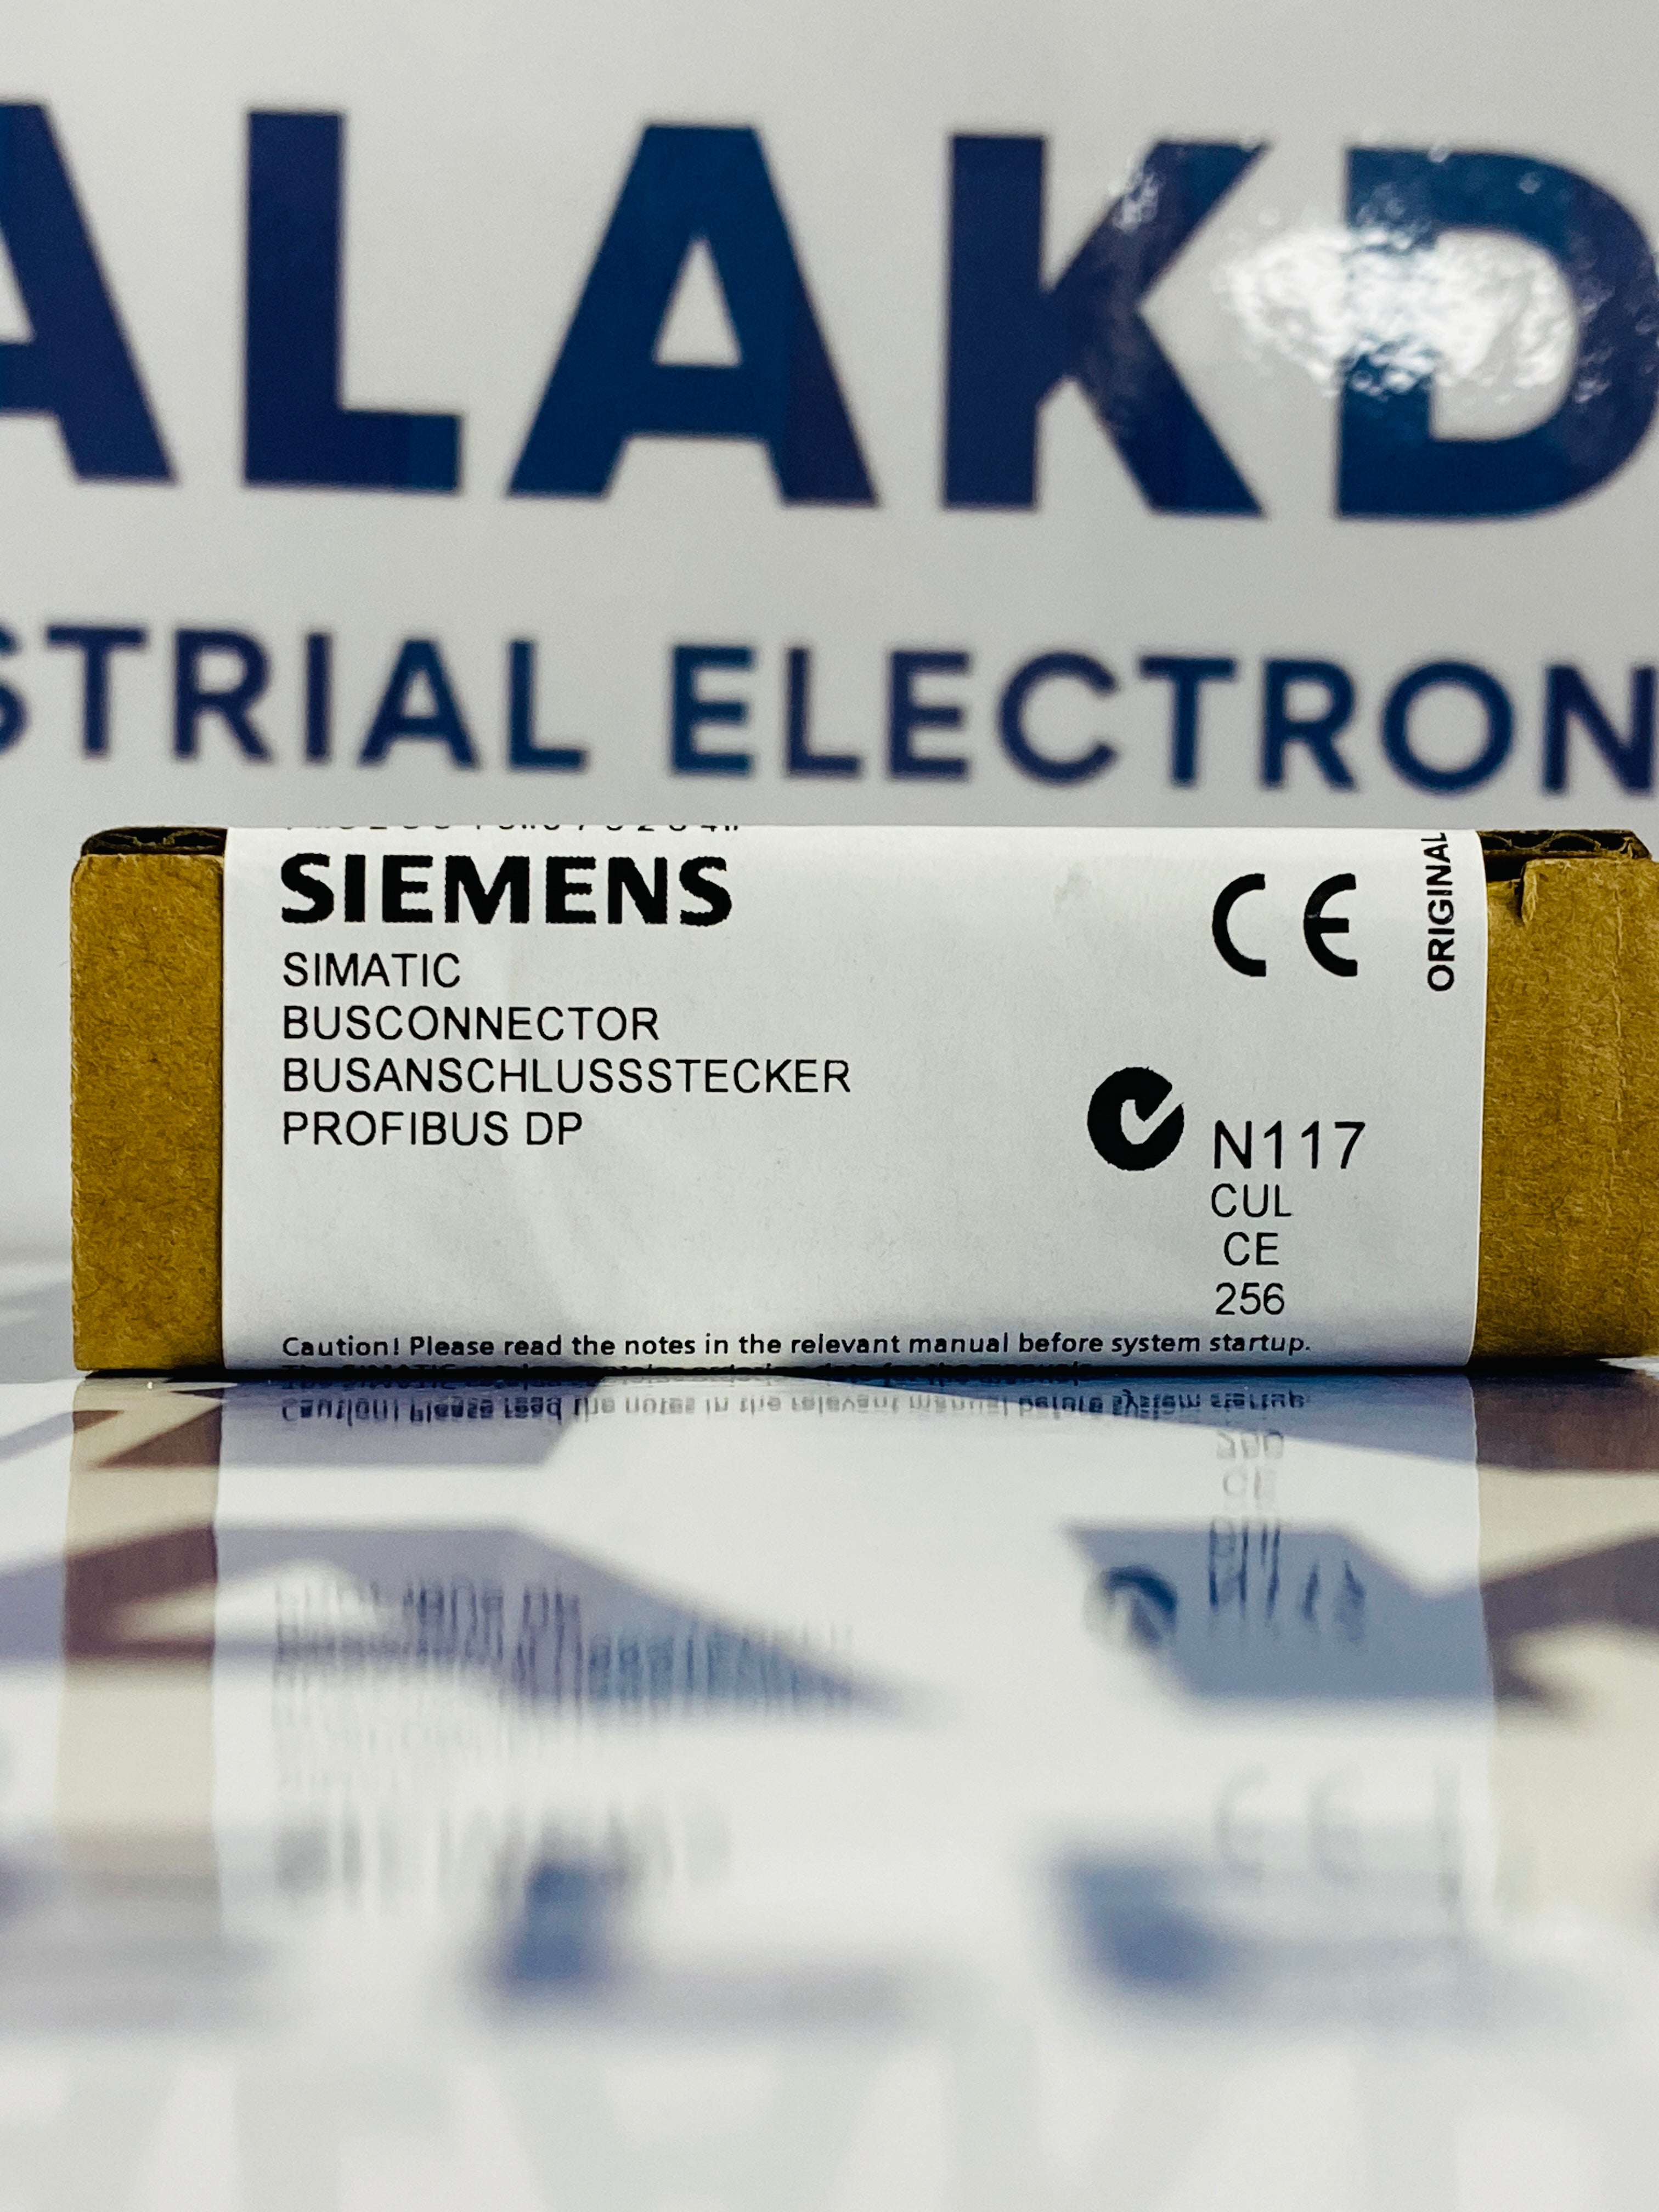 ALAKD
STRIAL ELECTRON
SIEMENS
SIMATIC
BUSCONNECTOR
BUSANSCHLUSSSTECKER
PROFIBUS DP
CE
ORIGINAL
N117
CUL
CE
256
Caution! Please read the notes in the relevant manual before system startup.